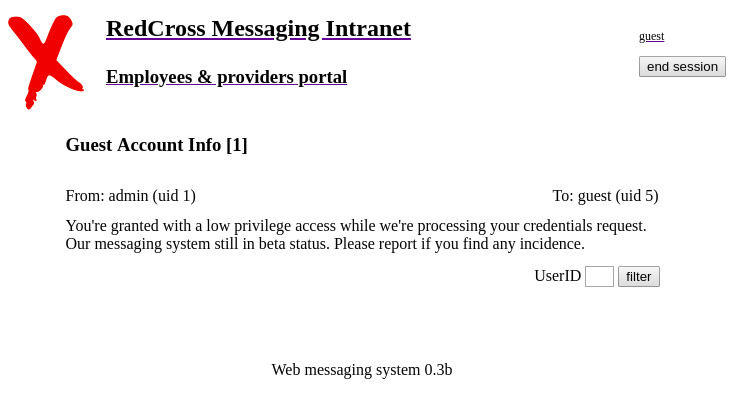 RedCross Messaging Intranet
guest
end session
Employees & providers portal
Guest Account Info [1]
From: admin (uid 1) To: guest (uid 5)
You're granted with a low privilege access while we're processing your credentials request.
Our messaging system still in beta status. Please report if you find any incidence.
UserID filter
Web messaging system 0.3b